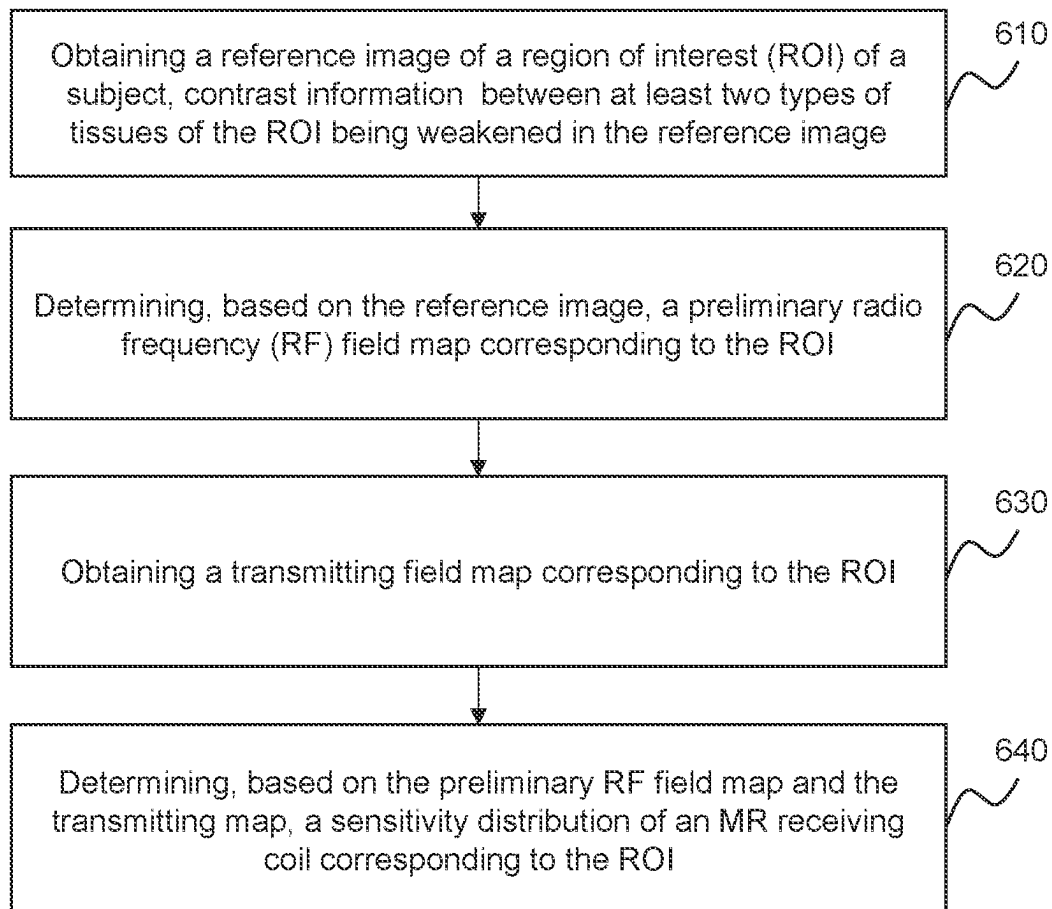 Obtaining a reference image of a region of interest (ROI) of a
subject, contrast information between at least two types of
tissues of the ROI being weakened in the reference image
610
Determining, based on the reference image, a preliminary radio
frequency (RF) field map corresponding to the ROI
620
Obtaining a transmitting field map corresponding to the ROI
630
Determining, based on the preliminary RF field map and the
transmitting map, a sensitivity distribution of an MR receiving
coil corresponding to the ROI
640